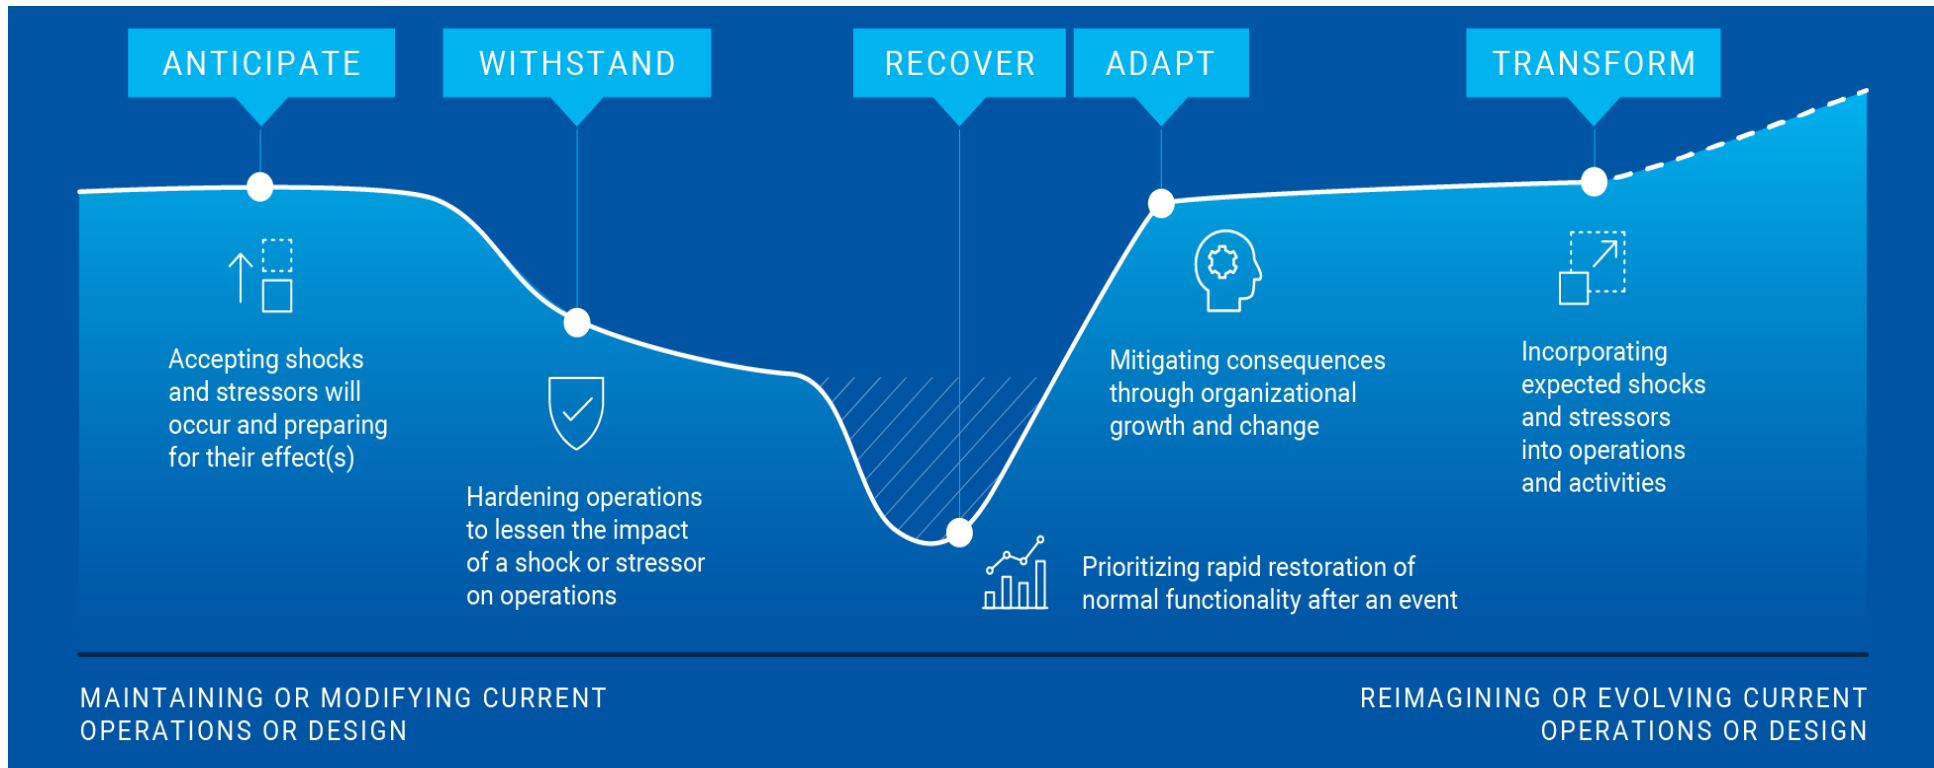 ANTICIPATE
WITHSTAND
RECOVER
ADAPT
TRANSFORM
Accepting shocks
and stressors will
occur and preparing
for their effect(s)
Hardening operations
to lessen the impact
of a shock or stressor
on operations
Prioritizing rapid restoration of
normal functionality after an event
Mitigating consequences
through organizational
growth and change
Incorporating
expected shocks
and stressors
into operations
and activities
MAINTAINING OR MODIFYING CURRENT
OPERATIONS OR DESIGN
REIMAGINING OR EVOLVING CURRENT
OPERATIONS OR DESIGN